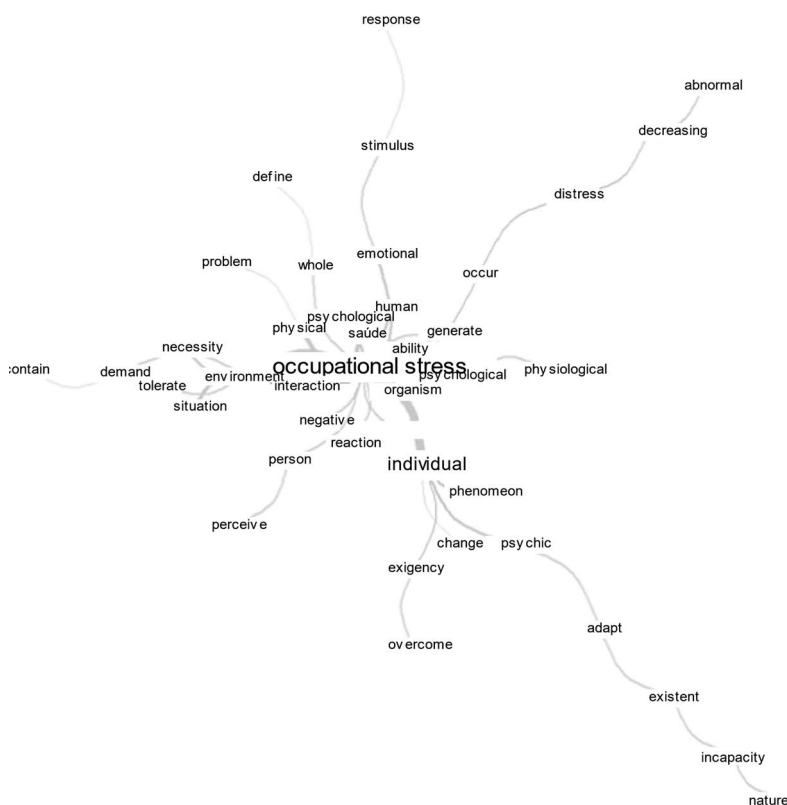 response
abnormal
decreasing
stimulus
define
distress
emotional
problem
whole
occur
human
psychological
physical
generate
saúde
necessity
ability
occupational stress
contain
demand
environment
psychological
physiological
tolerate
interaction
organism
situation
negative
reaction
person
individual
phenomeon
perceive
change
psychic
exigency
adapt
overcome
existent
incapacity
nature